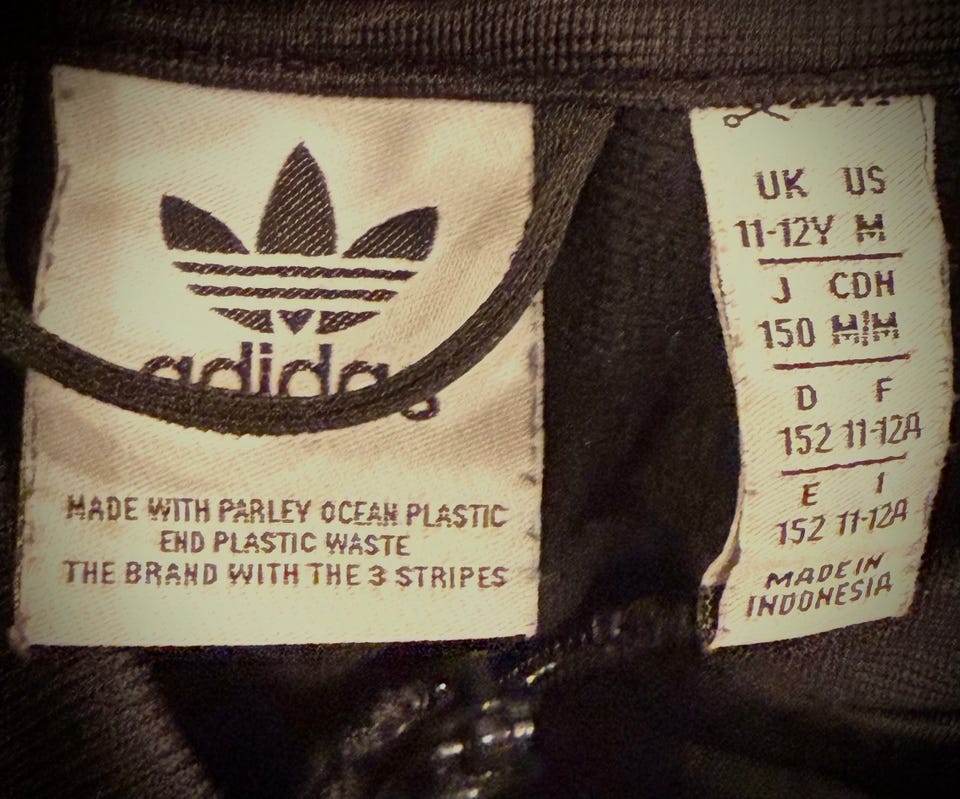 adidas
MADE WITH PARLEY OCEAN PLASTIC
END PLASTIC WASTE
THE BRAND WITH THE 3 STRIPES
UK US
11-12Y M
J CDH
150 M/M
D F
152 11-12A
E I
152 11-12A
MADE IN
INDONESIA